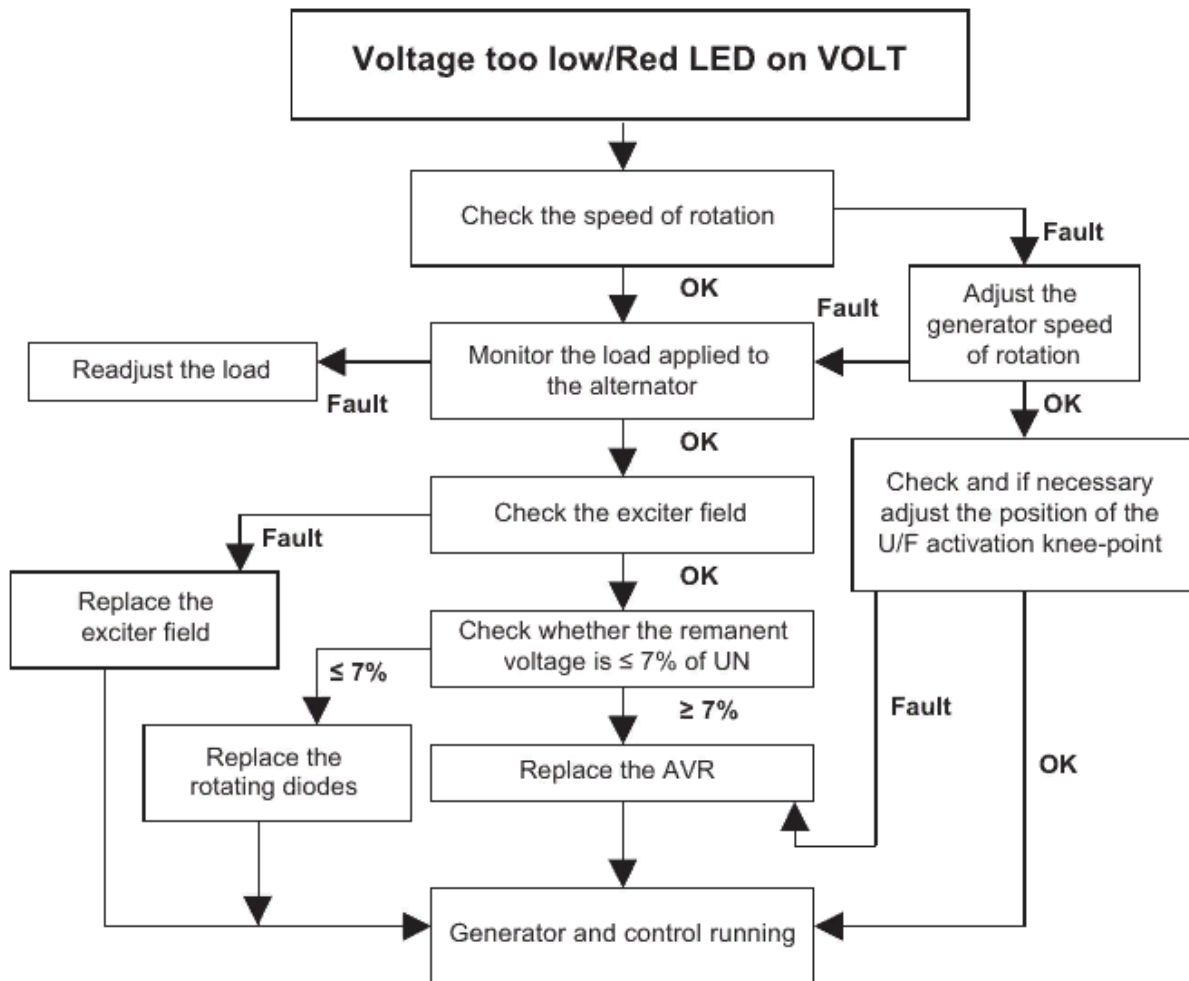 Voltage too low/Red LED on VOLT
Check the speed of rotation
Fault
OK
Adjust the
generator speed
of rotation
Fault
Monitor the load applied to
the alternator
Readjust the load
Fault
OK
OK
Check and if necessary
adjust the position of the
U/F activation knee-point
Check the exciter field
Fault
OK
Replace the
exciter field
Check whether the remanent
voltage is ≤ 7% of UN
≤ 7%
≥ 7%
Fault
OK
Replace the
rotating diodes
Replace the AVR
Generator and control running